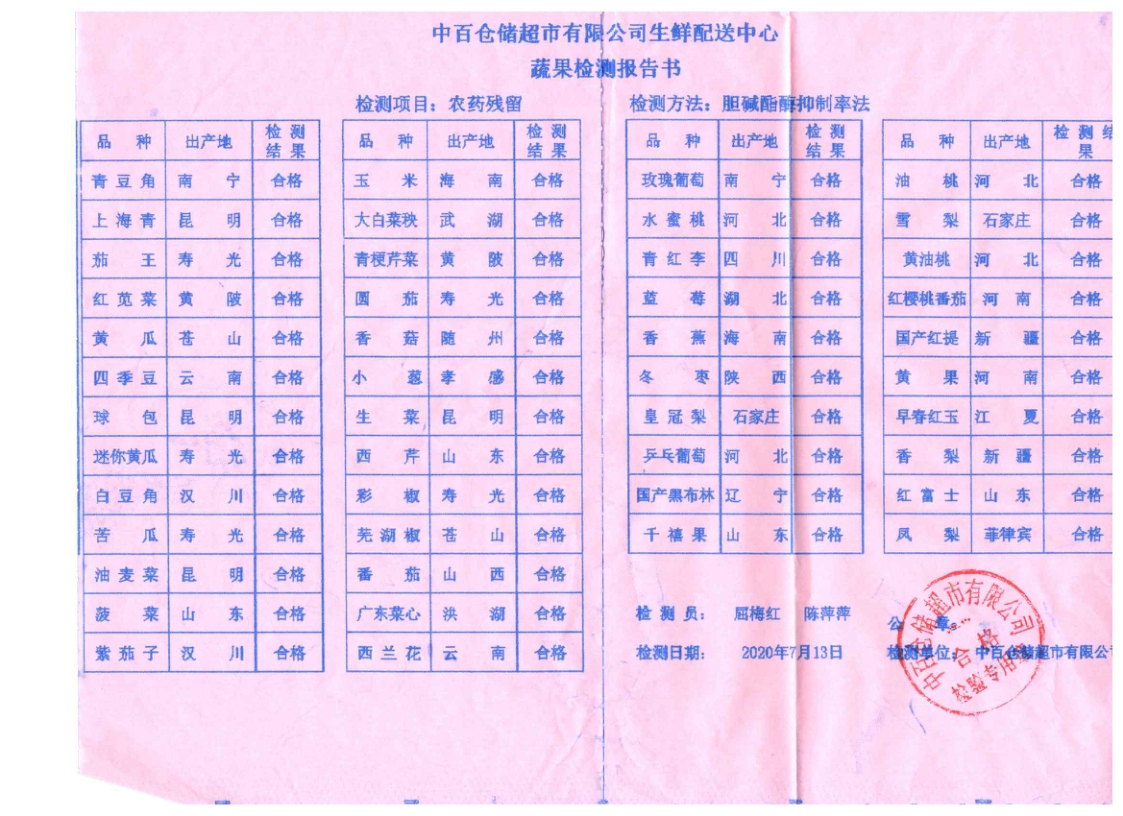 中百仓储超市有限公司生鲜配送中心
蔬果检测报告书
检测项目：农药残留 检测方法：胆碱酯酶抑制率法
品种 出产地 检测结果 品种 出产地 检测结果 品种 出产地 检测结果 品种 出产地 检测结果
青豆角 南宁 合格 玉米 海南 合格 玫瑰葡萄 南宁 合格 油桃 河北 合格
上海青 昆明 合格 大白菜秧 武湖 合格 水蜜桃 河北 合格 雪梨 石家庄 合格
茄王 寿光 合格 青梗芹菜 黄陂 合格 青红李 四川 合格 黄油桃 河北 合格
红苋菜 黄陂 合格 圆茄 寿光 合格 蓝莓 湖北 合格 红樱桃番茄 河南 合格
黄瓜 苍山 合格 香菇 随州 合格 香蕉 海南 合格 国产红提 新疆 合格
四季豆 云南 合格 小葱 孝感 合格 冬枣 陕西 合格 黄果 河南 合格
球包 昆明 合格 生菜 昆明 合格 皇冠梨 石家庄 合格 早春红玉 江夏 合格
迷你黄瓜 寿光 合格 西芹 山东 合格 乒乓葡萄 河北 合格 香梨 新疆 合格
白豆角 汉川 合格 彩椒 寿光 合格 国产黑布林 辽宁 合格 红富士 山东 合格
苦瓜 寿光 合格 芜湖椒 苍山 合格 千禧果 山东 合格 凤梨 菲律宾 合格
油麦菜 昆明 合格 番茄 山西 合格
菠菜 山东 合格 广东菜心 洪湖 合格
紫茄子 汉川 合格 西兰花 云南 合格
检测员： 屈梅红 陈萍萍 公章：
检测日期： 2020年7月13日 检测单位：中百仓储超市有限公司
中百仓储超市有限公司
合格
检验专用章